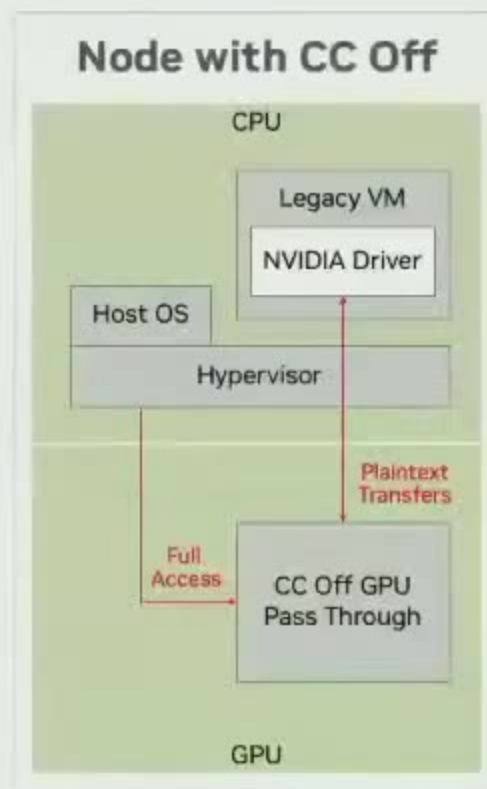 Node with CC Off
CPU
Legacy VM
NVIDIA Driver
Host OS
Hypervisor
Plaintext
Transfers
Full
Access
CC Off GPU
Pass Through
GPU